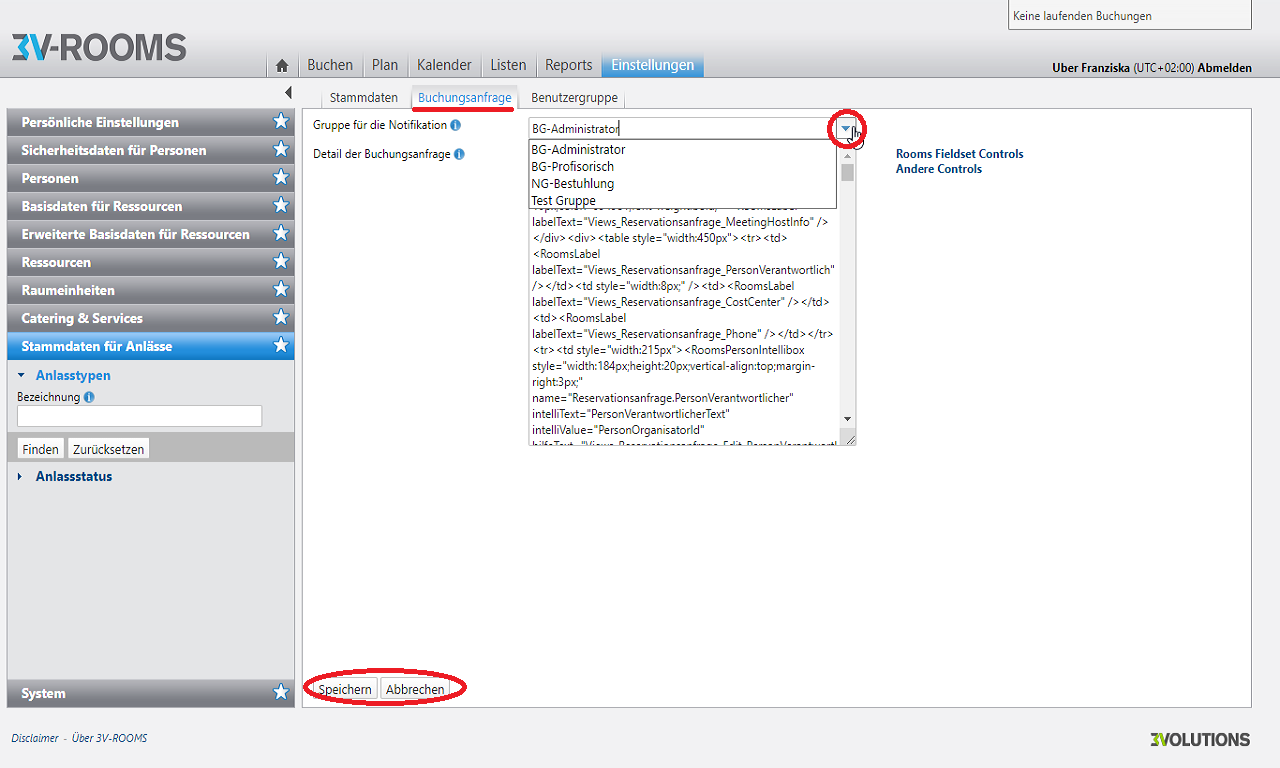 Keine laufenden Buchungen
3V-ROOMS
Buchen
Plan
Kalender
Listen
Reports
Einstellungen
Uber Franziska (UTC+02:00) Abmelden
Stammdaten
Buchungsanfrage
Benutzergruppe
Persönliche Einstellungen
Sicherheitsdaten für Personen
Personen
Basisdaten für Ressourcen
Erweiterte Basisdaten für Ressourcen
Ressourcen
Raumeinheiten
Catering & Services
Stammdaten für Anlässe
Anlasstypen
Bezeichnung
Finden
Zurücksetzen
Anlassstatus
System
Gruppe für die Notifikation
BG-Administrator
Detail der Buchungsanfrage
BG-Administrator
BG-Profisorisch
NG-Bestuhlung
Test Gruppe
labelText="Views_Reservationsanfrage_MeetingHostInfo" />
</div><div><table style="width:450px"><tr><td>
<RoomsLabel
labelText="Views_Reservationsanfrage_PersonVerantwortlich"
/></td><td style="width:8px;" /><td><RoomsLabel
labelText="Views_Reservationsanfrage_CostCenter" /></td>
<td><RoomsLabel
labelText="Views_Reservationsanfrage_Phone" /></td></tr>
<tr><td style="width:215px"><RoomsPersonIntellibox
style="width:184px;height:20px;vertical-align:top;margin-
right:3px;"
name="Reservationsanfrage.PersonVerantwortlicher"
intelliText="PersonVerantwortlicherText"
intelliValue="PersonOrganisatorId"
Rooms Fieldset Controls
Andere Controls
Speichern
Abbrechen
Disclaimer - Über 3V-ROOMS
3VOLUTIONS